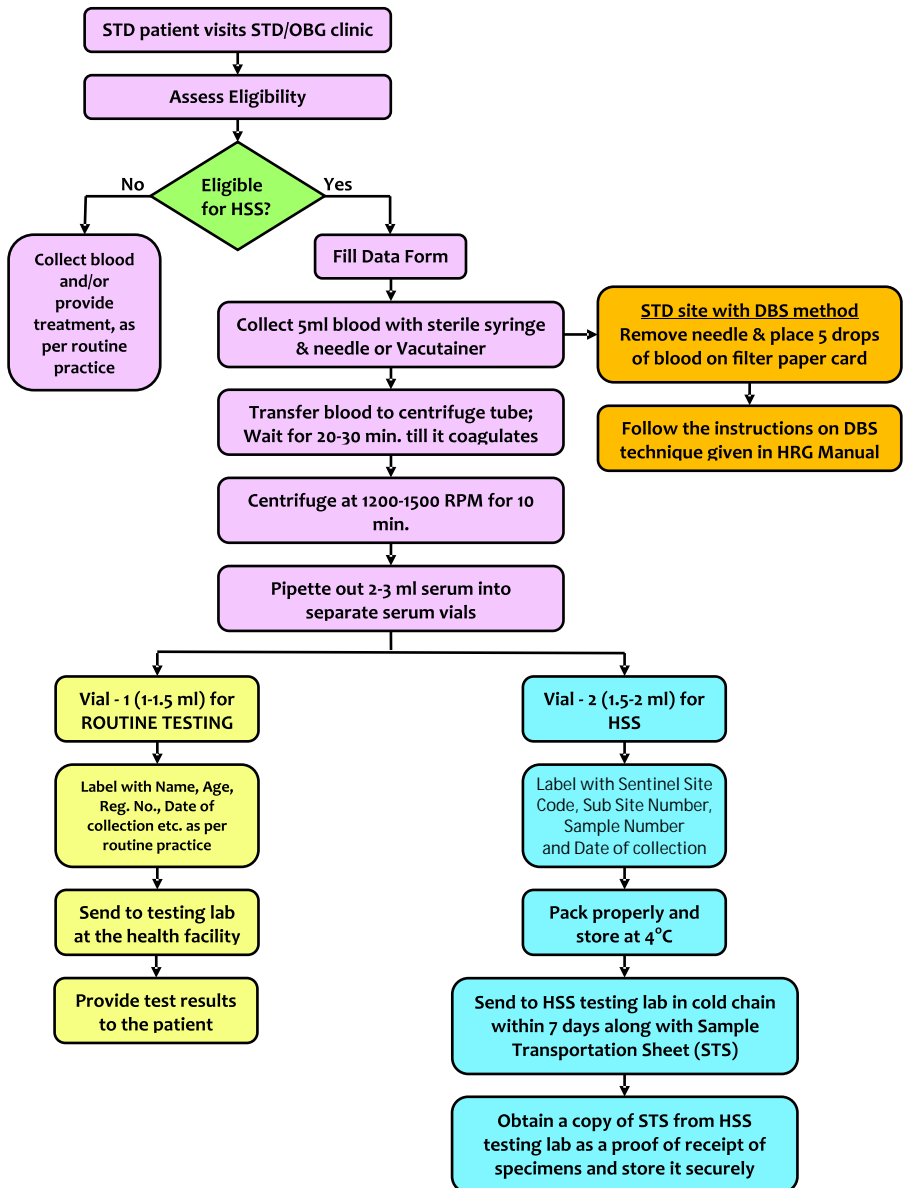 STD patient visits STD/OBG clinic
Assess Eligibility
Eligible
for HSS?
No
Yes
Collect blood
and/or
provide
treatment, as
per routine
practice
Fill Data Form
Collect 5ml blood with sterile syringe
& needle or Vacutainer
STD site with DBS method
Remove needle & place 5 drops
of blood on filter paper card
Follow the instructions on DBS
technique given in HRG Manual
Transfer blood to centrifuge tube;
Wait for 20-30 min. till it coagulates
Centrifuge at 1200-1500 RPM for 10
min.
Pipette out 2-3 ml serum into
separate serum vials
Vial - 1 (1-1.5 ml) for
ROUTINE TESTING
Label with Name, Age,
Reg. No., Date of
collection etc. as per
routine practice
Send to testing lab
at the health facility
Provide test results
to the patient
Vial - 2 (1.5-2 ml) for
HSS
Label with Sentinel Site
Code, Sub Site Number,
Sample Number
and Date of collection
Pack properly and
store at 4°C
Send to HSS testing lab in cold chain
within 7 days along with Sample
Transportation Sheet (STS)
Obtain a copy of STS from HSS
testing lab as a proof of receipt of
specimens and store it securely